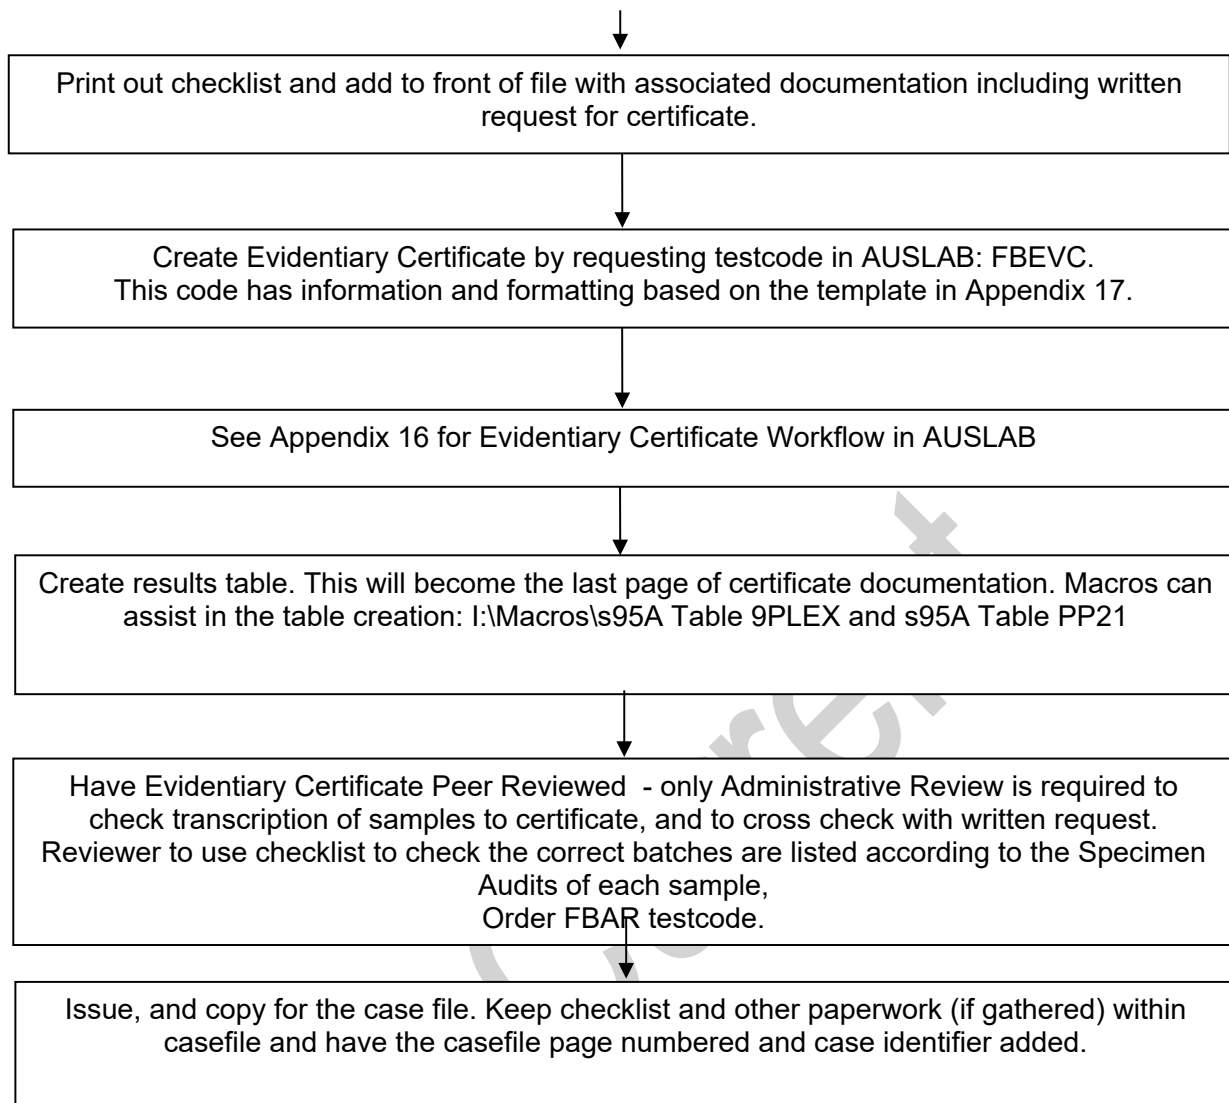 Print out checklist and add to front of file with associated documentation including written
request for certificate.
Create Evidentiary Certificate by requesting testcode in AUSLAB: FBEVC.
This code has information and formatting based on the template in Appendix 17.
See Appendix 16 for Evidentiary Certificate Workflow in AUSLAB
Create results table. This will become the last page of certificate documentation. Macros can
assist in the table creation: I:\Macros\s95A Table 9PLEX and s95A Table PP21
Have Evidentiary Certificate Peer Reviewed  - only Administrative Review is required to
check transcription of samples to certificate, and to cross check with written request.
Reviewer to use checklist to check the correct batches are listed according to the Specimen
Audits of each sample,
Order FBAR testcode.
Issue, and copy for the case file. Keep checklist and other paperwork (if gathered) within
casefile and have the casefile page numbered and case identifier added.